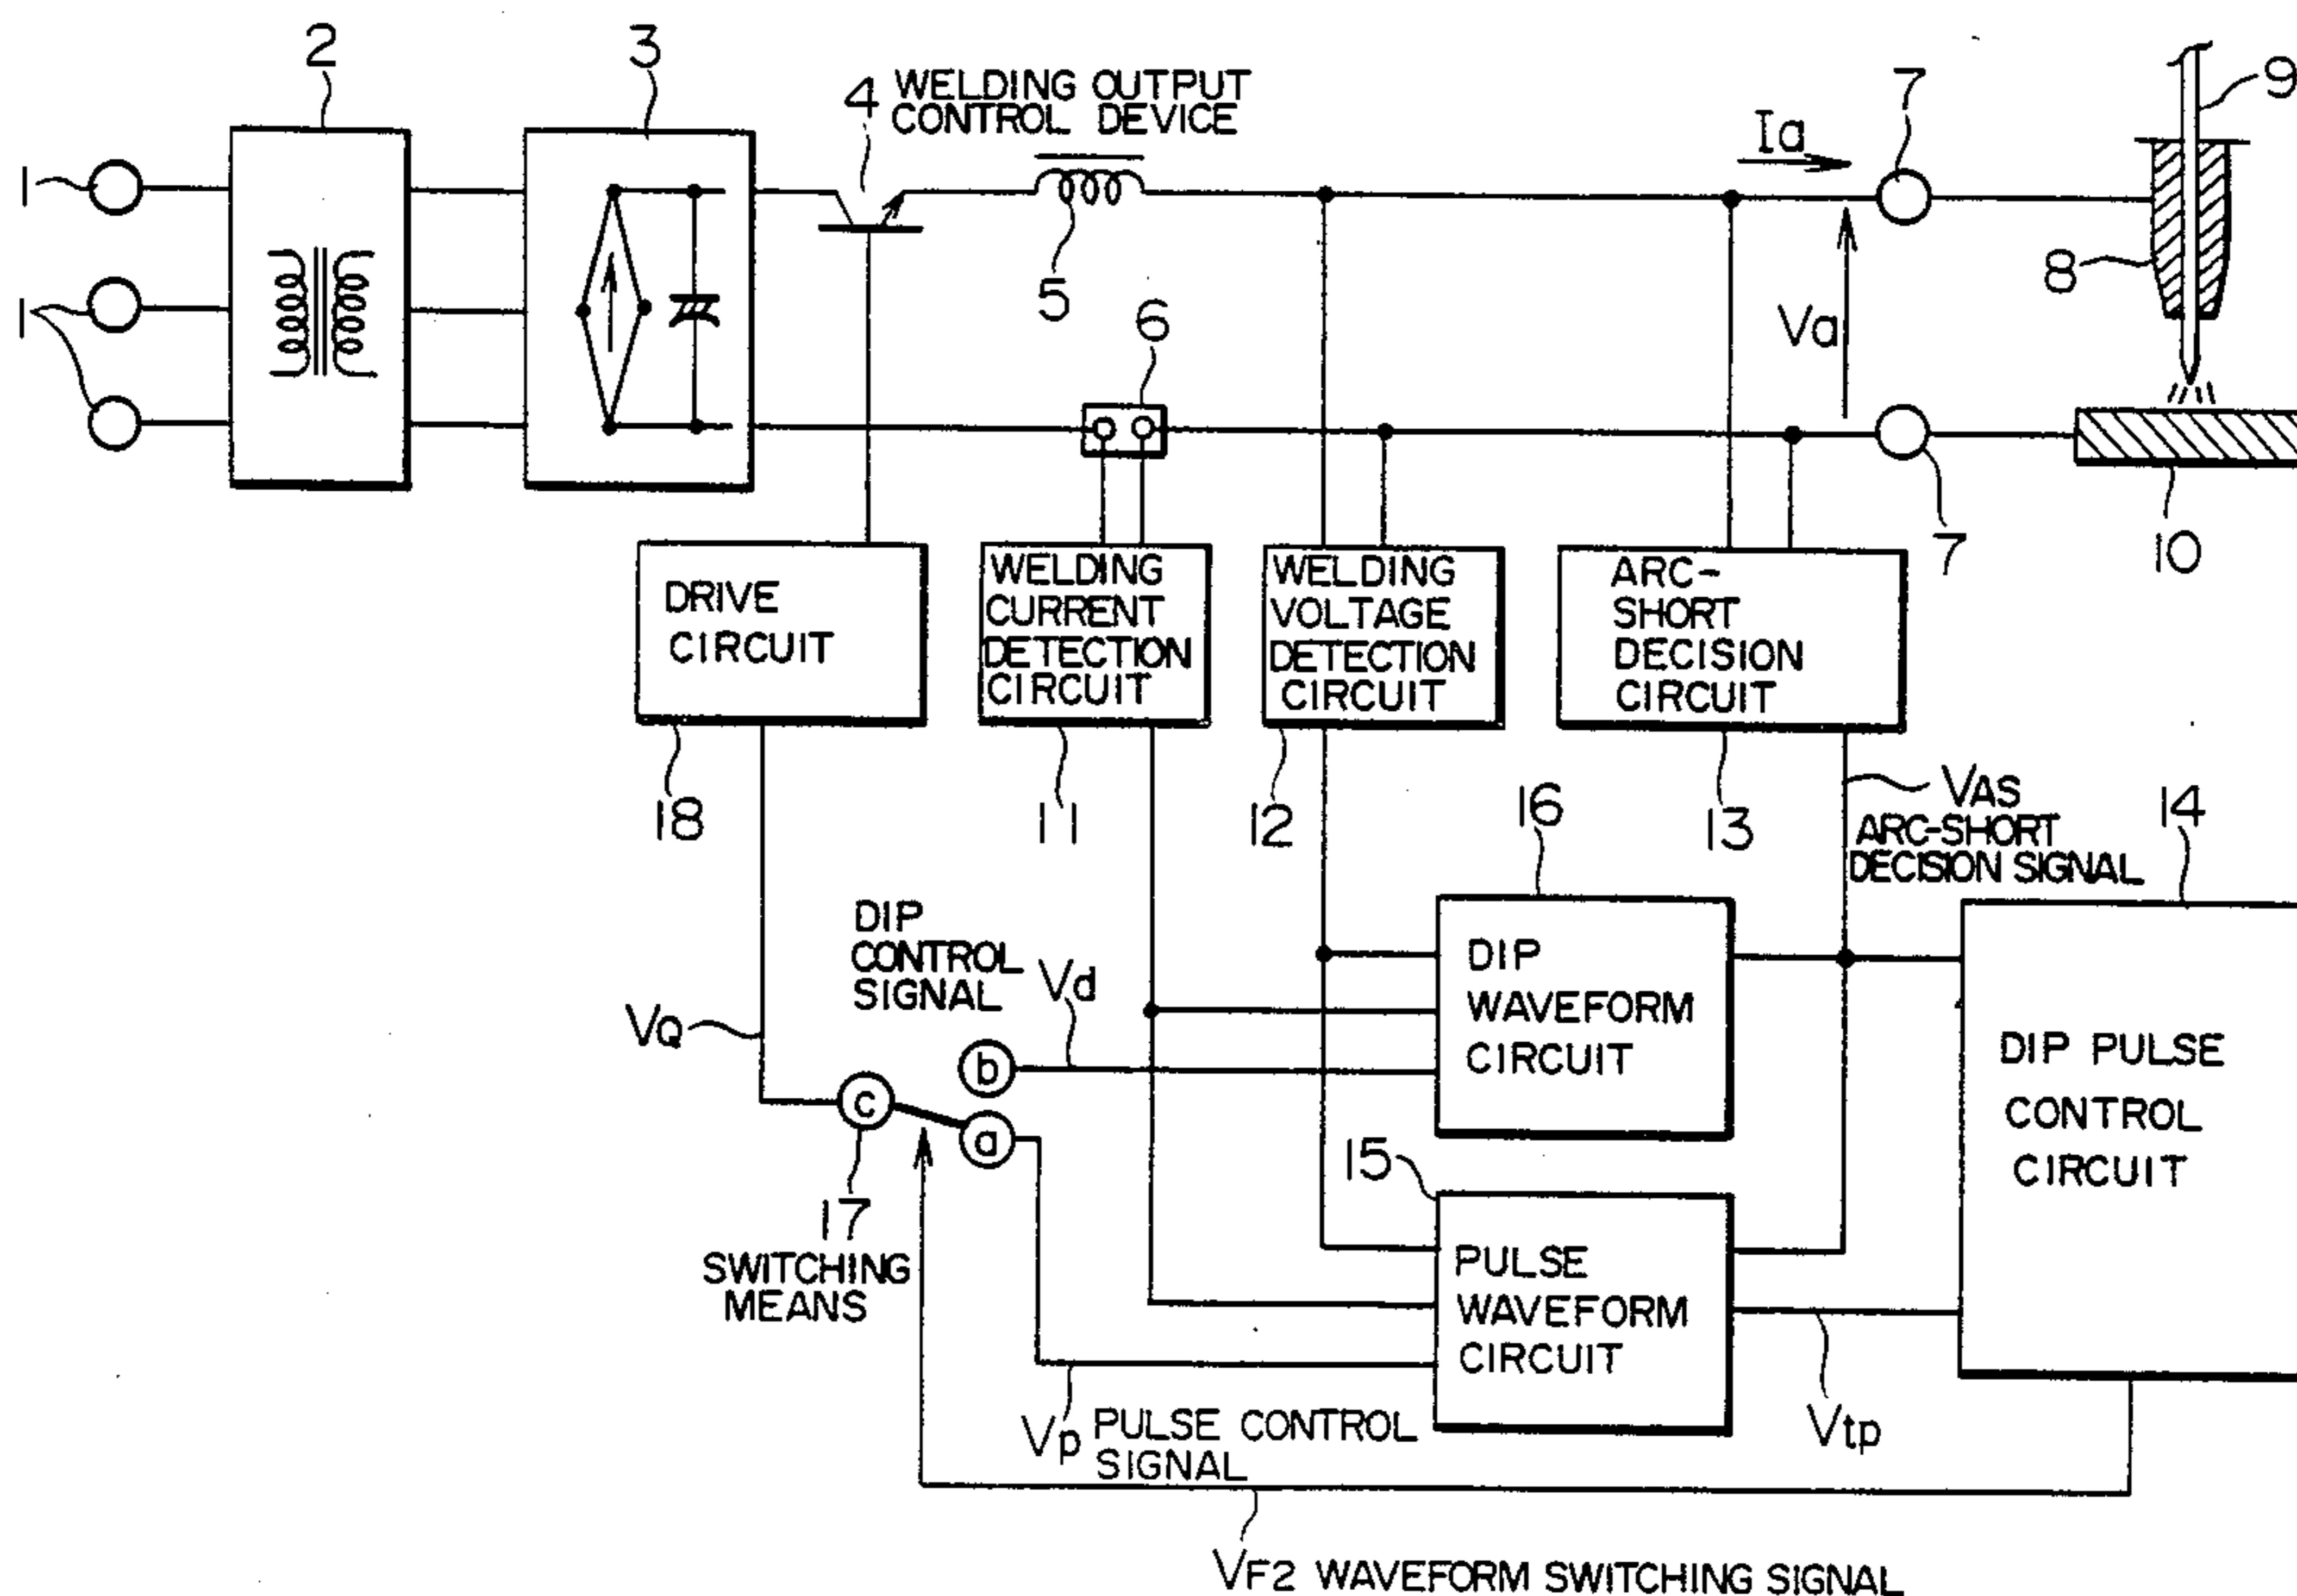 2
3
4
WELDING OUTPUT
CONTROL DEVICE
Ia
7
9
1
1
5
6
Va
8
7
10
DRIVE
CIRCUIT
WELDING
CURRENT
DETECTION
CIRCUIT
WELDING
VOLTAGE
DETECTION
CIRCUIT
ARC-
SHORT
DECISION
CIRCUIT
18
11
12
16
13
VAS
ARC-SHORT
DECISION SIGNAL
14
DIP
CONTROL
SIGNAL
Vd
VQ
b
c
a
DIP
WAVEFORM
CIRCUIT
DIP PULSE
CONTROL
CIRCUIT
17
SWITCHING
MEANS
15
PULSE
WAVEFORM
CIRCUIT
Vp PULSE CONTROL
SIGNAL
Vtp
VF2 WAVEFORM SWITCHING SIGNAL